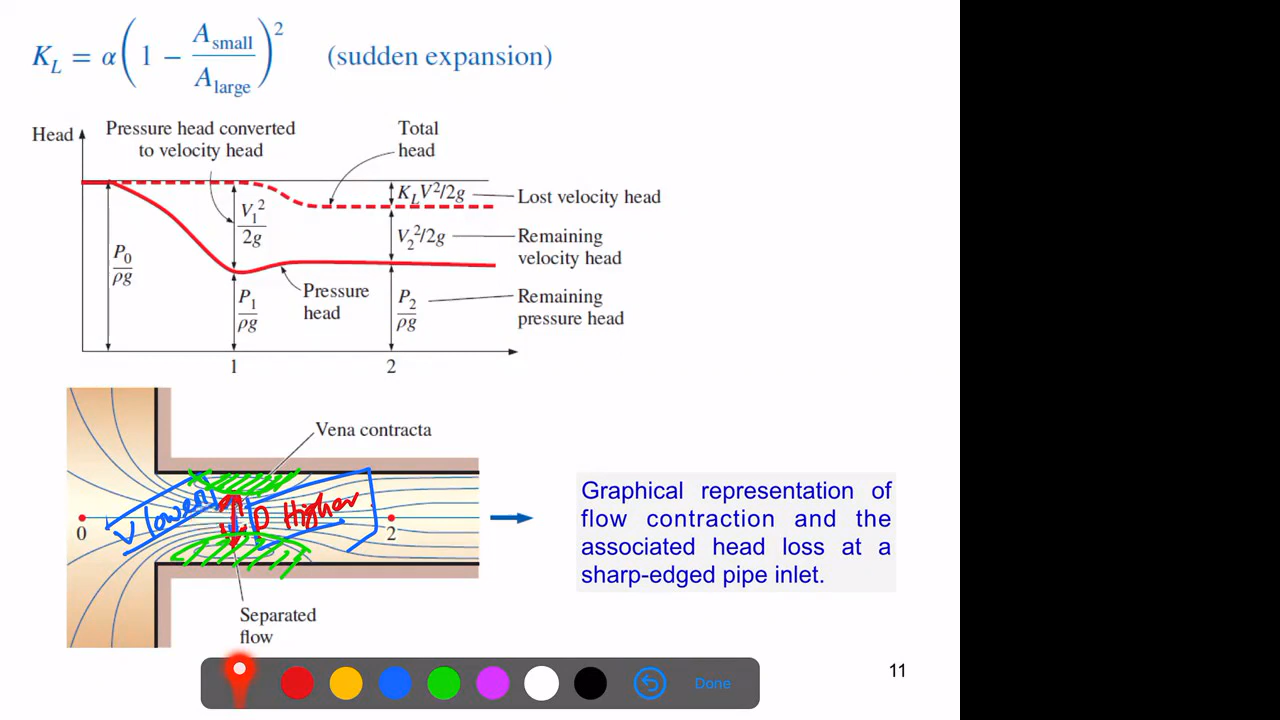 K_L = α(1 − A_small/A_large)² (sudden expansion)
Head
Pressure head converted
to velocity head
Total
head
K_L V²/2g
Lost velocity head
V₁²
2g
V₂²/2g
Remaining
velocity head
P₀
ρg
Pressure
head
P₁
ρg
P₂
ρg
Remaining
pressure head
1
2
Vena contracta
V lower
D Higher
0
2
Separated
flow
Graphical representation of
flow contraction and the
associated head loss at a
sharp-edged pipe inlet.
11
Done